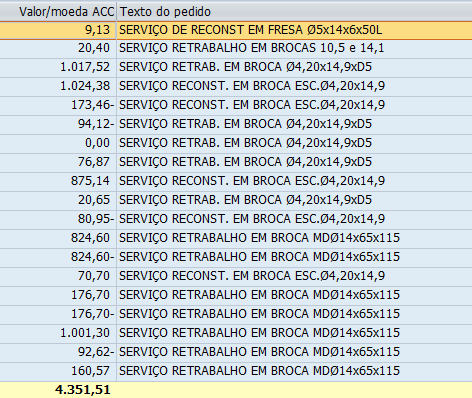 Valor/moeda ACC Texto do pedido
9,13 SERVIÇO DE RECONST EM FRESA Ø5x14x6x50L
20,40 SERVIÇO RETRABALHO EM BROCAS 10,5 e 14,1
1.017,52 SERVIÇO RETRAB. EM BROCA Ø4,20x14,9xD5
1.024,38 SERVIÇO RECONST. EM BROCA ESC.Ø4,20x14,9
173,46- SERVIÇO RECONST. EM BROCA ESC.Ø4,20x14,9
94,12- SERVIÇO RETRAB. EM BROCA Ø4,20x14,9xD5
0,00 SERVIÇO RETRAB. EM BROCA Ø4,20x14,9xD5
76,87 SERVIÇO RETRAB. EM BROCA Ø4,20x14,9xD5
875,14 SERVIÇO RECONST. EM BROCA ESC.Ø4,20x14,9
20,65 SERVIÇO RETRAB. EM BROCA Ø4,20x14,9xD5
80,95- SERVIÇO RECONST. EM BROCA ESC.Ø4,20x14,9
824,60 SERVIÇO RETRABALHO EM BROCA MDØ14x65x115
824,60- SERVIÇO RETRABALHO EM BROCA MDØ14x65x115
70,70 SERVIÇO RECONST. EM BROCA ESC.Ø4,20x14,9
176,70 SERVIÇO RETRABALHO EM BROCA MDØ14x65x115
176,70- SERVIÇO RETRABALHO EM BROCA MDØ14x65x115
1.001,30 SERVIÇO RETRABALHO EM BROCA MDØ14x65x115
92,62- SERVIÇO RETRABALHO EM BROCA MDØ14x65x115
160,57 SERVIÇO RETRABALHO EM BROCA MDØ14x65x115
4.351,51